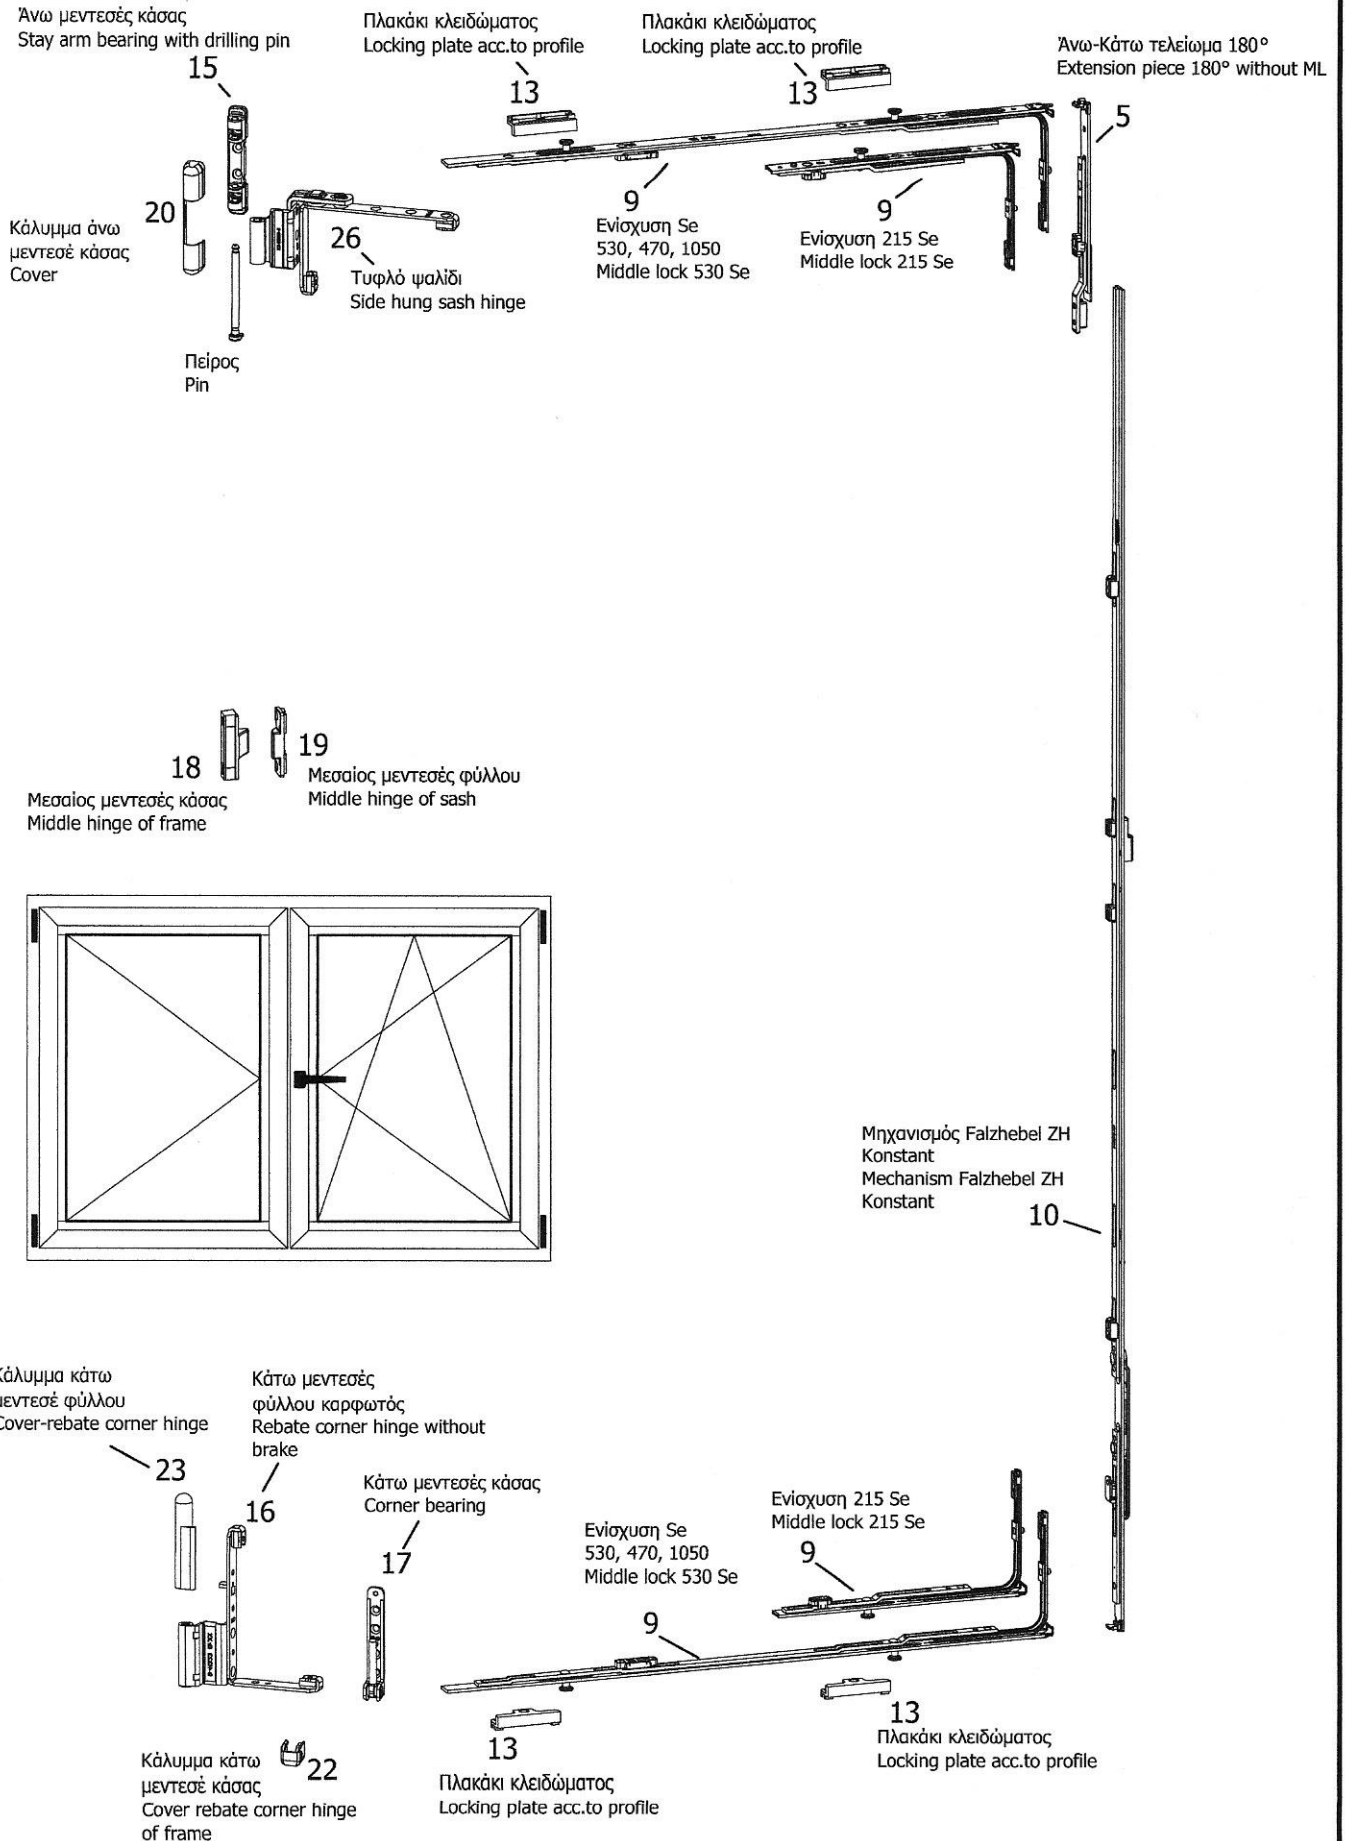 Άνω μεντεσές κάσας
Stay arm bearing with drilling pin
15
Πλακάκι κλειδώματος
Locking plate acc.to profile
13
Πλακάκι κλειδώματος
Locking plate acc.to profile
13
Άνω-Κάτω τελείωμα 180°
Extension piece 180° without ML
5
20
Κάλυμμα άνω
μεντεσέ κάσας
Cover
26
Τυφλό ψαλίδι
Side hung sash hinge
9
Ενίσχυση Se
530, 470, 1050
Middle lock 530 Se
9
Ενίσχυση 215 Se
Middle lock 215 Se
Πείρος
Pin
18
Μεσαίος μεντεσές κάσας
Middle hinge of frame
19
Μεσαίος μεντεσές φύλλου
Middle hinge of sash
Μηχανισμός Falzhebel ZH
Konstant
Mechanism Falzhebel ZH
Konstant
10
Κάλυμμα κάτω
μεντεσέ φύλλου
Cover-rebate corner hinge
23
Κάτω μεντεσές
φύλλου καρφωτός
Rebate corner hinge without
brake
16
Κάτω μεντεσές κάσας
Corner bearing
17
Ενίσχυση Se
530, 470, 1050
Middle lock 530 Se
9
Ενίσχυση 215 Se
Middle lock 215 Se
9
13
Πλακάκι κλειδώματος
Locking plate acc.to profile
13
Πλακάκι κλειδώματος
Locking plate acc.to profile
22
Κάλυμμα κάτω
μεντεσέ κάσας
Cover rebate corner hinge
of frame